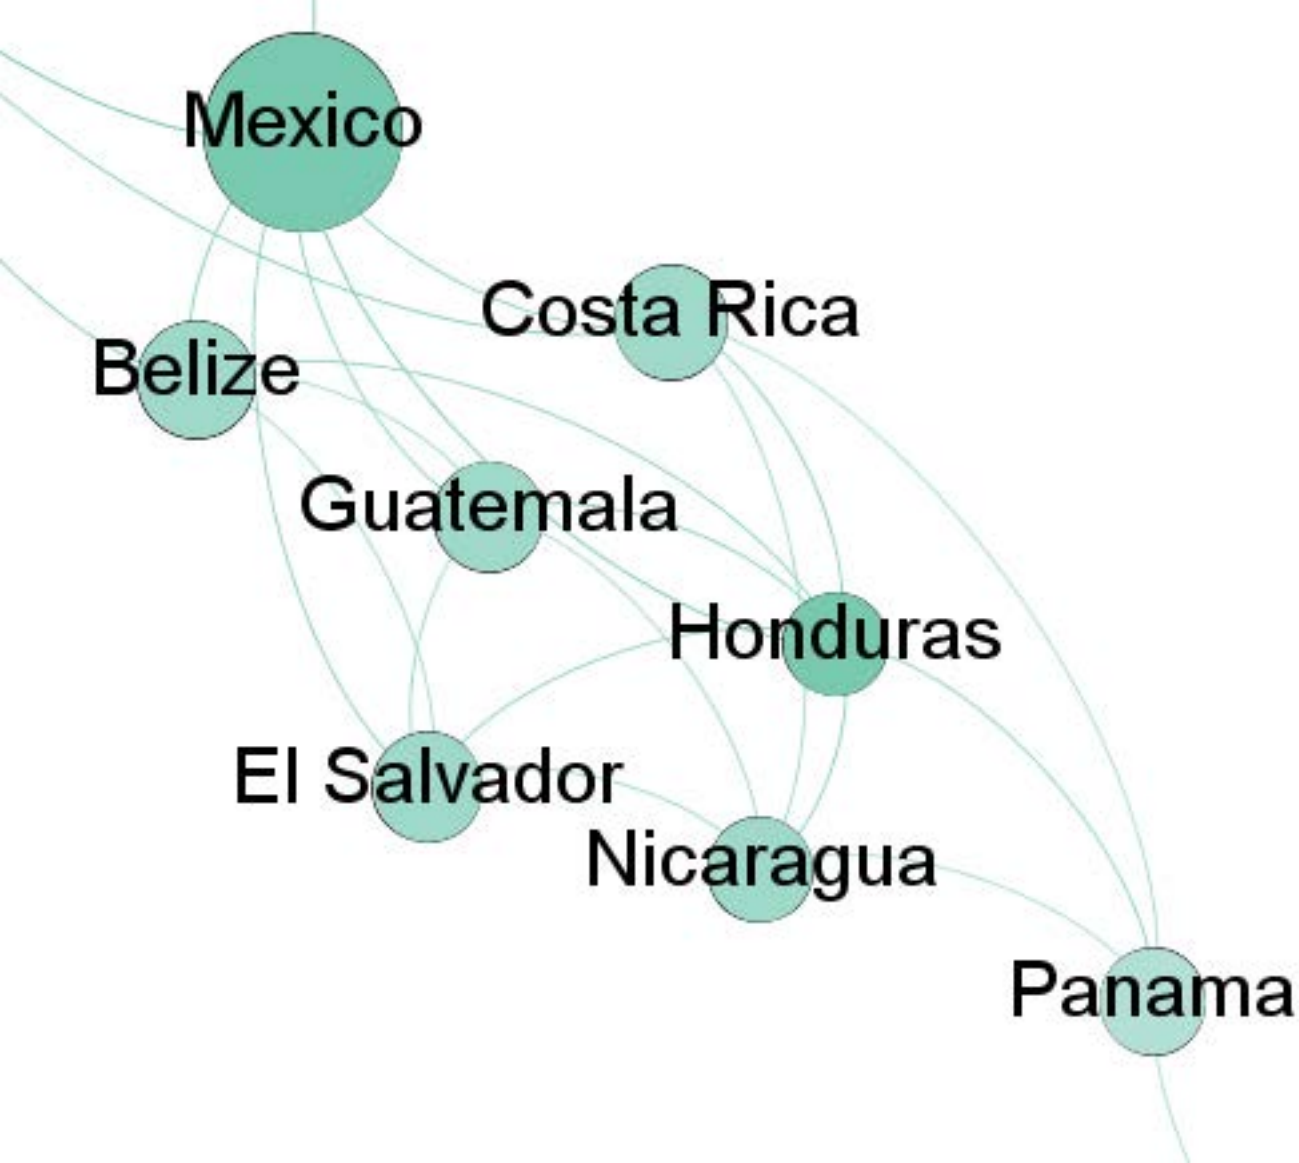 Mexico
Costa Rica
Belize
Guatemala
Honduras
El Salvador
Nicaragua
Panama